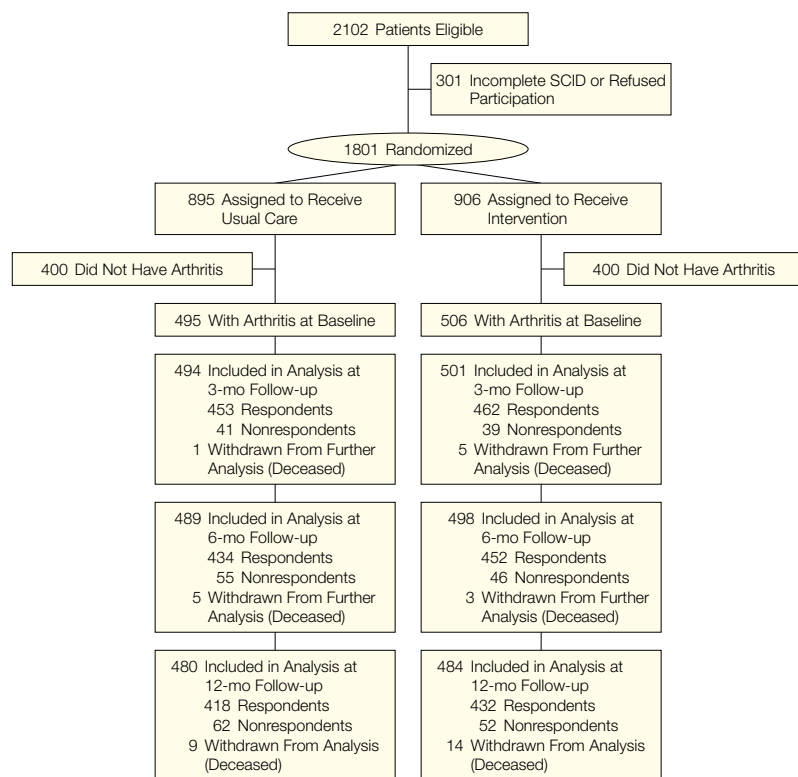 2102 Patients Eligible
301 Incomplete SCID or Refused
Participation
1801 Randomized
895 Assigned to Receive
Usual Care
906 Assigned to Receive
Intervention
400 Did Not Have Arthritis
400 Did Not Have Arthritis
495 With Arthritis at Baseline
506 With Arthritis at Baseline
494 Included in Analysis at
3-mo Follow-up
453 Respondents
41 Nonrespondents
1 Withdrawn From Further
Analysis (Deceased)
501 Included in Analysis at
3-mo Follow-up
462 Respondents
39 Nonrespondents
5 Withdrawn From Further
Analysis (Deceased)
489 Included in Analysis at
6-mo Follow-up
434 Respondents
55 Nonrespondents
5 Withdrawn From Further
Analysis (Deceased)
498 Included in Analysis at
6-mo Follow-up
452 Respondents
46 Nonrespondents
3 Withdrawn From Further
Analysis (Deceased)
480 Included in Analysis at
12-mo Follow-up
418 Respondents
62 Nonrespondents
9 Withdrawn From Analysis
(Deceased)
484 Included in Analysis at
12-mo Follow-up
432 Respondents
52 Nonrespondents
14 Withdrawn From Analysis
(Deceased)